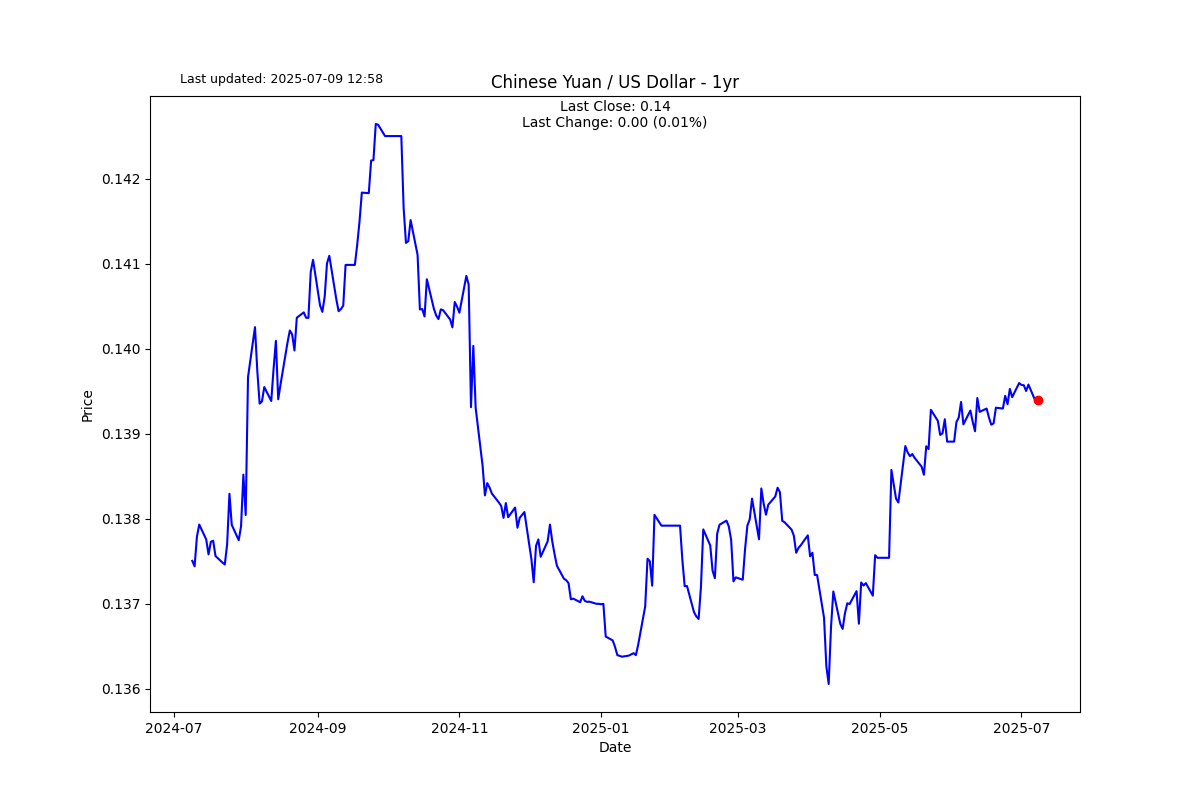 Last updated: 2025-07-09 12:58
Chinese Yuan / US Dollar - 1yr
Last Close: 0.14
Last Change: 0.00 (0.01%)
0.142
0.141
0.140
0.139
0.138
0.137
0.136
Price
2024-07
2024-09
2024-11
2025-01
2025-03
2025-05
2025-07
Date